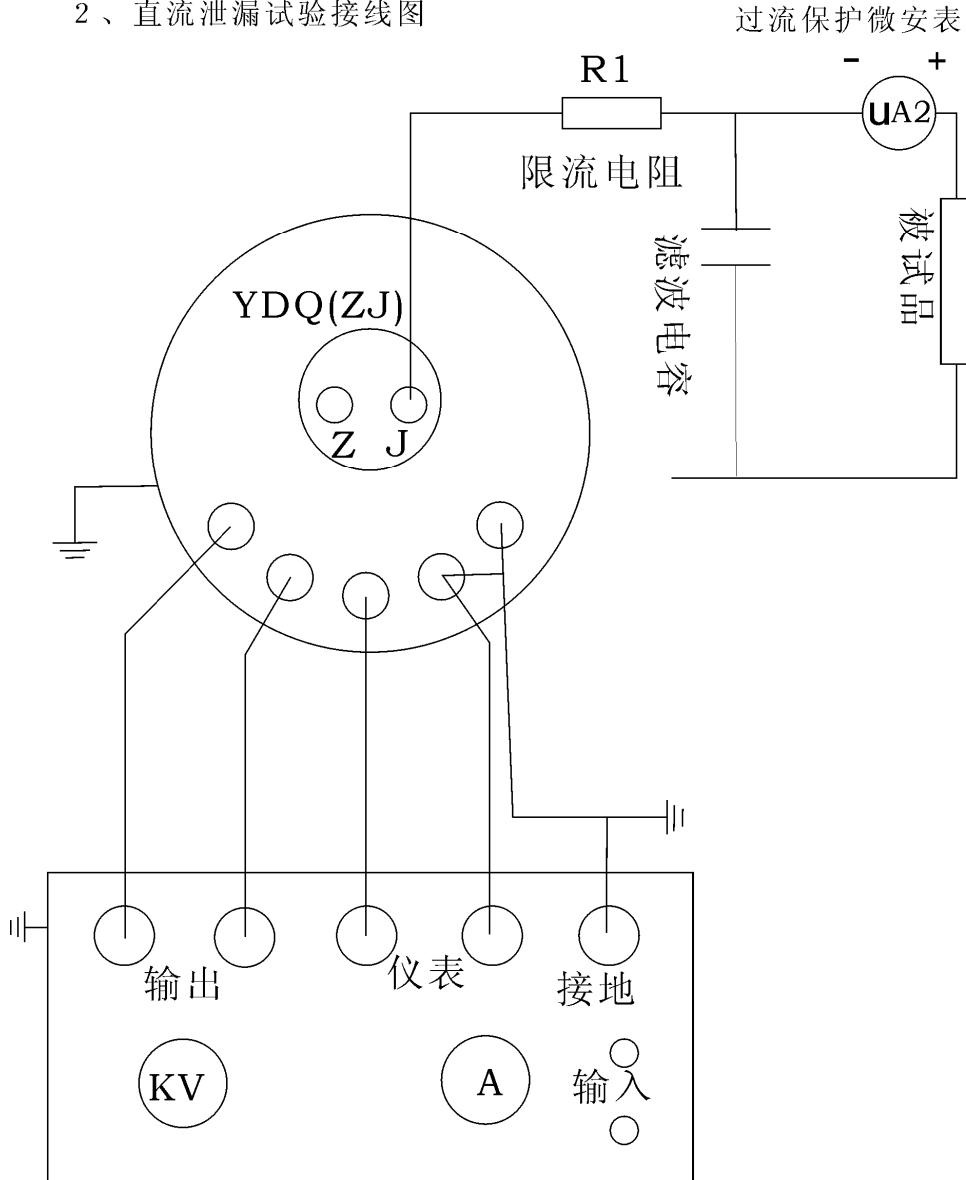 2、直流泄漏试验接线图
过流保护微安表
- +
R1
uA2
限流电阻
滤波电容
被试品
YDQ(ZJ)
Z J
输出
仪表
接地
KV
A
输入